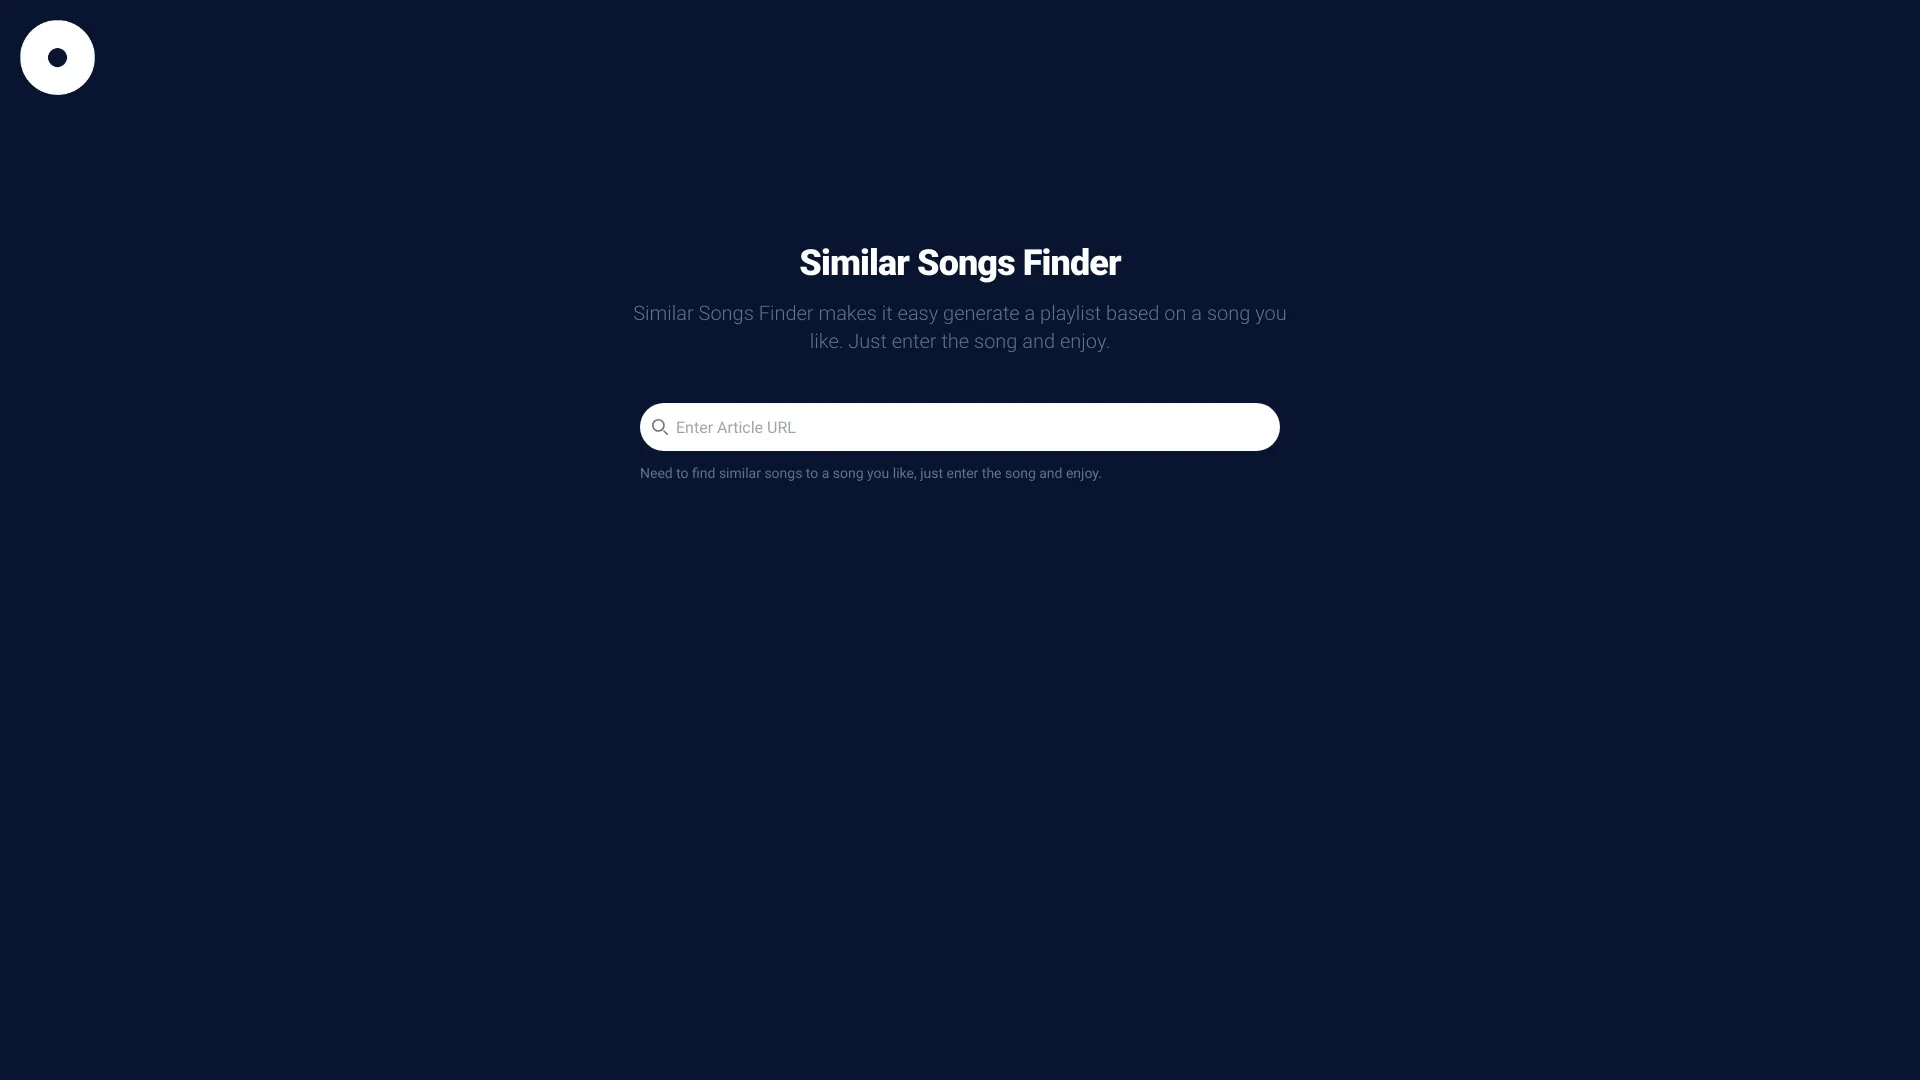 Similar Songs Finder
Similar Songs Finder makes it easy generate a playlist based on a song you
like. Just enter the song and enjoy.
Enter Article URL
Need to find similar songs to a song you like, just enter the song and enjoy.